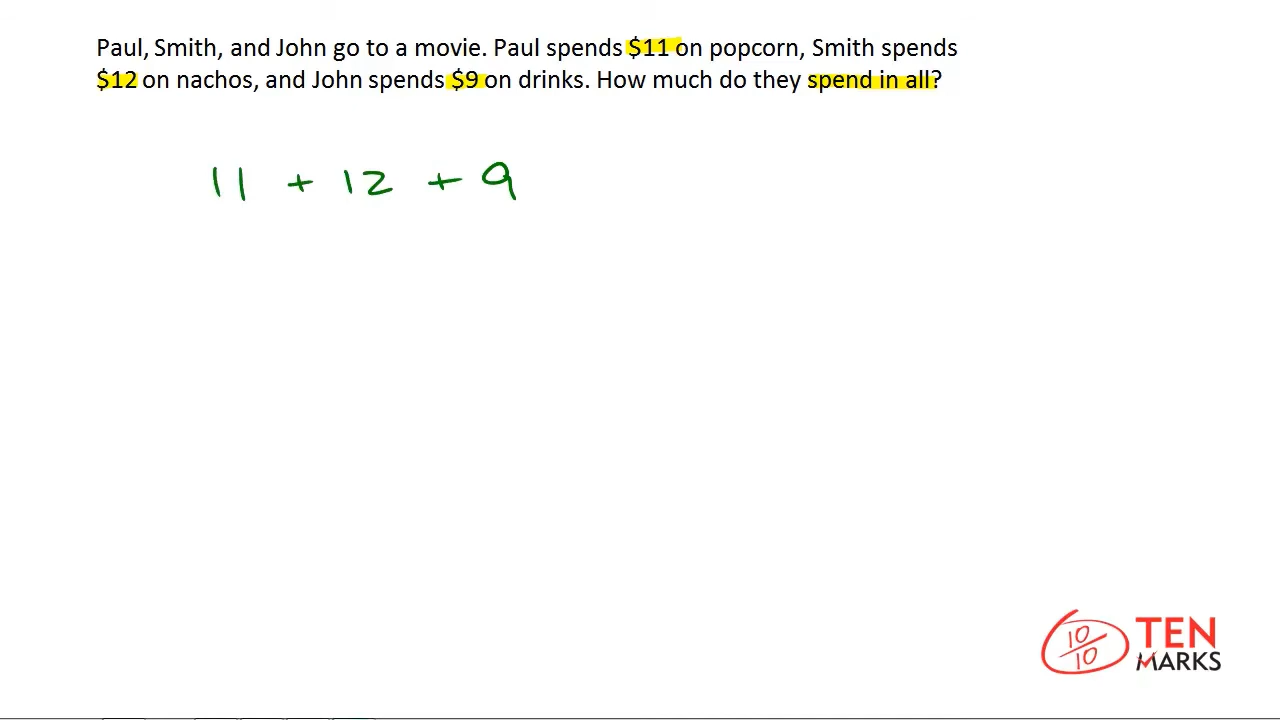 Paul, Smith, and John go to a movie. Paul spends $11 on popcorn, Smith spends
$12 on nachos, and John spends $9 on drinks. How much do they spend in all?
11 + 12 + 9
10/10 TEN
MARKS